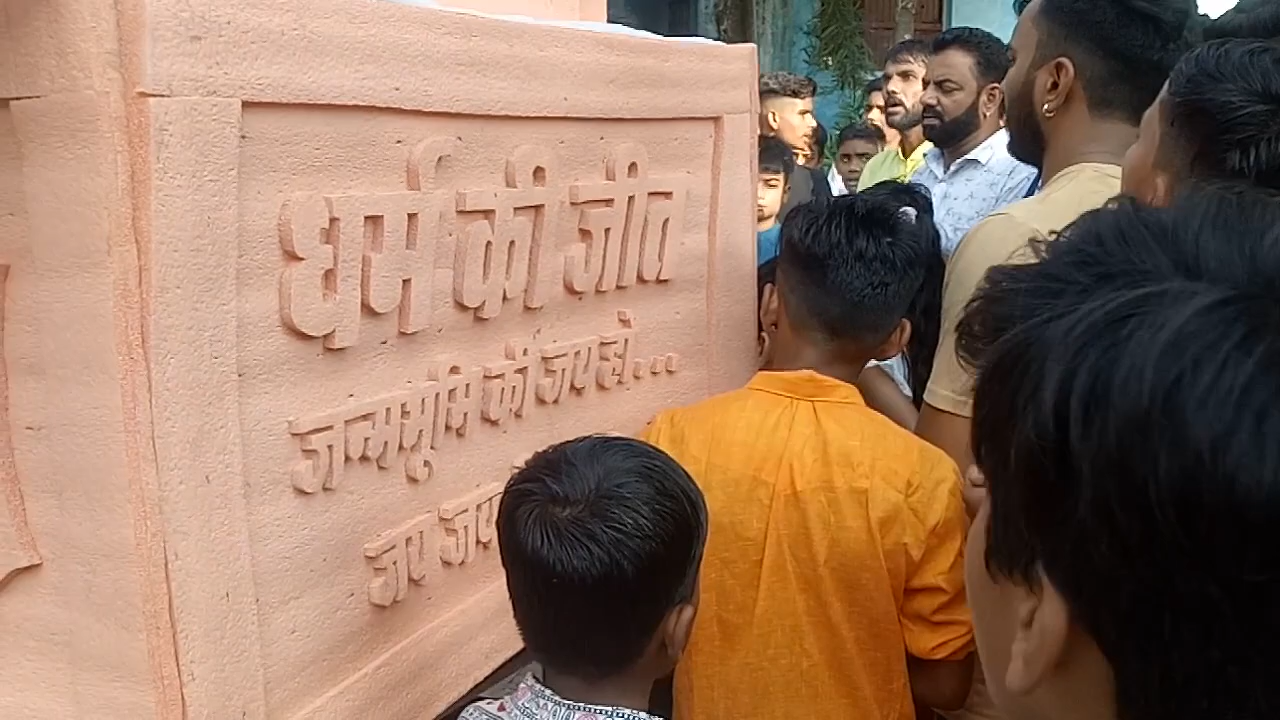 धर्म की जीत
जन्मभूमि की जय हो...
जय जय